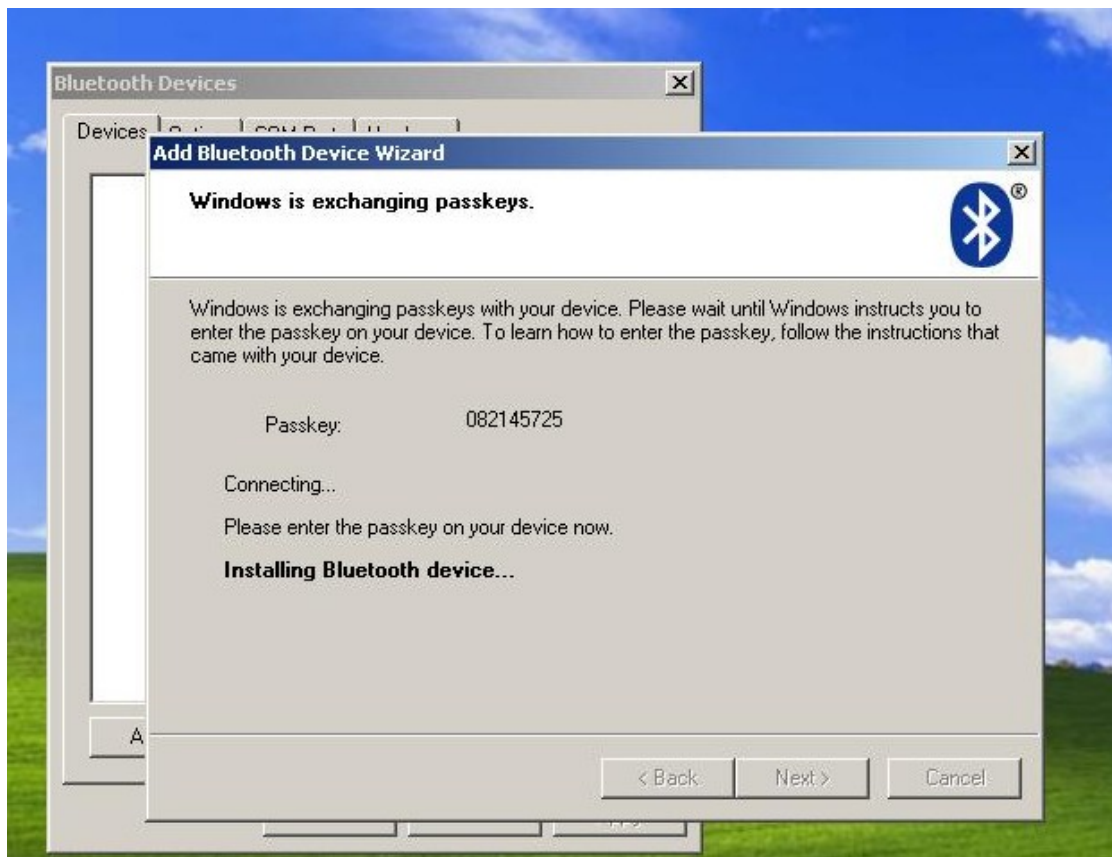 Bluetooth Devices
Devices
Add Bluetooth Device Wizard
Windows is exchanging passkeys.
®
Windows is exchanging passkeys with your device. Please wait until Windows instructs you to
enter the passkey on your device. To learn how to enter the passkey, follow the instructions that
came with your device.
Passkey: 082145725
Connecting...
Please enter the passkey on your device now.
Installing Bluetooth device...
< Back Next > Cancel